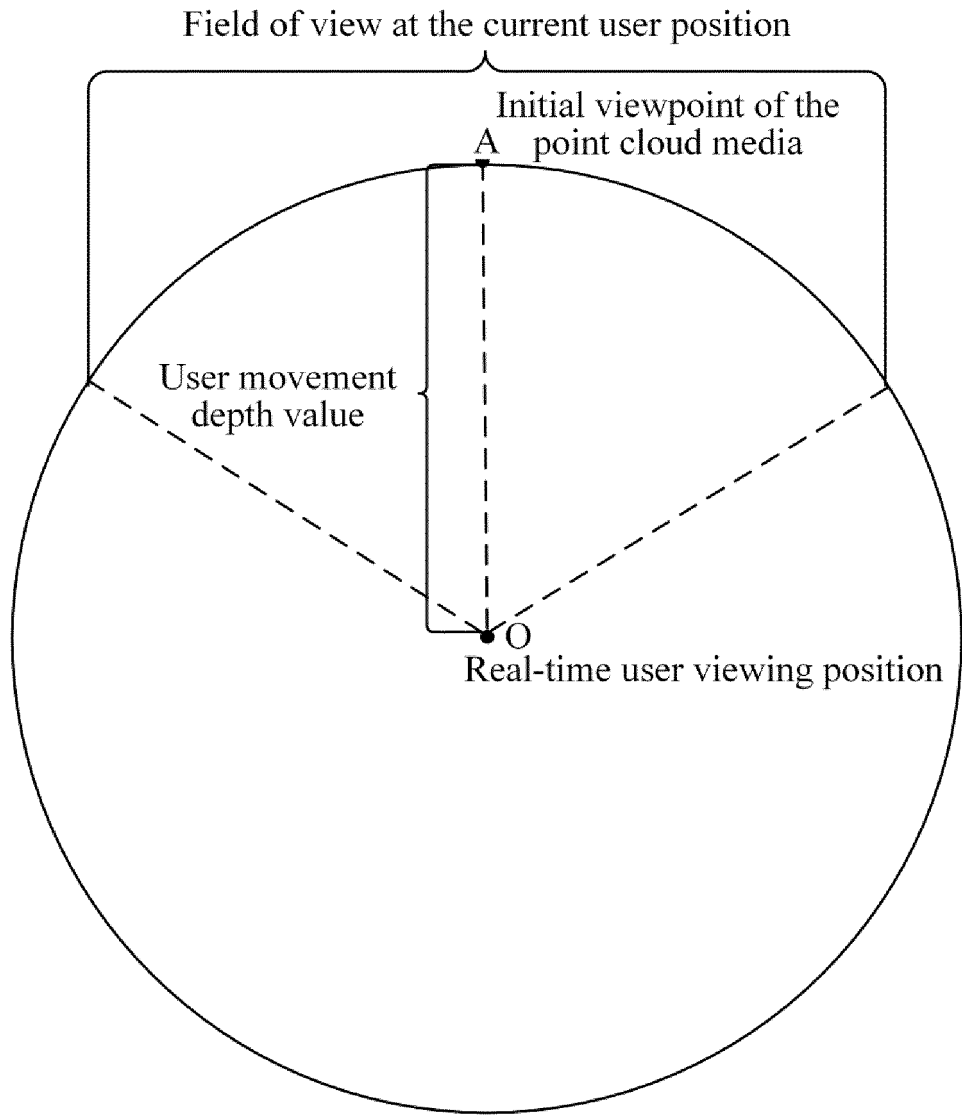 Field of view at the current user position
Initial viewpoint of the
A
point cloud media
User movement
depth value
O
Real-time user viewing position